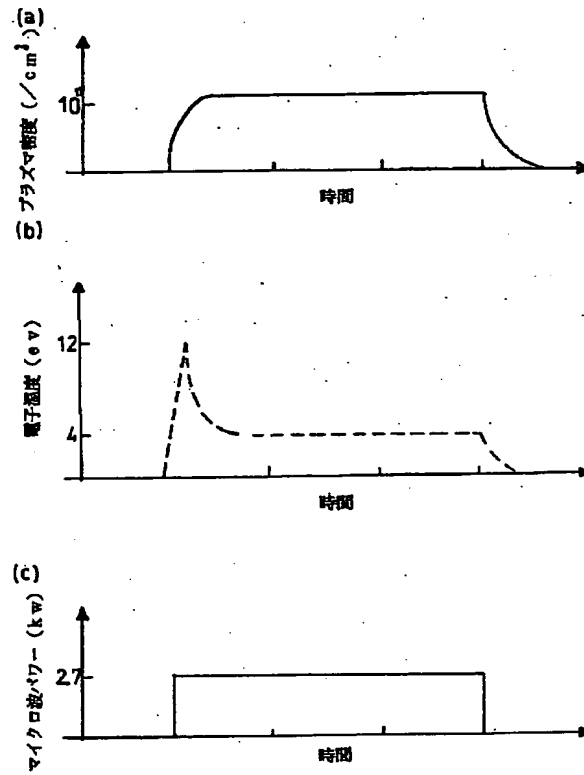 (a)
プラズマ密度(/cm³)
時間
(b)
電子温度(ev)
12
4
時間
(c)
マイクロ波パワー(kw)
2.7
時間